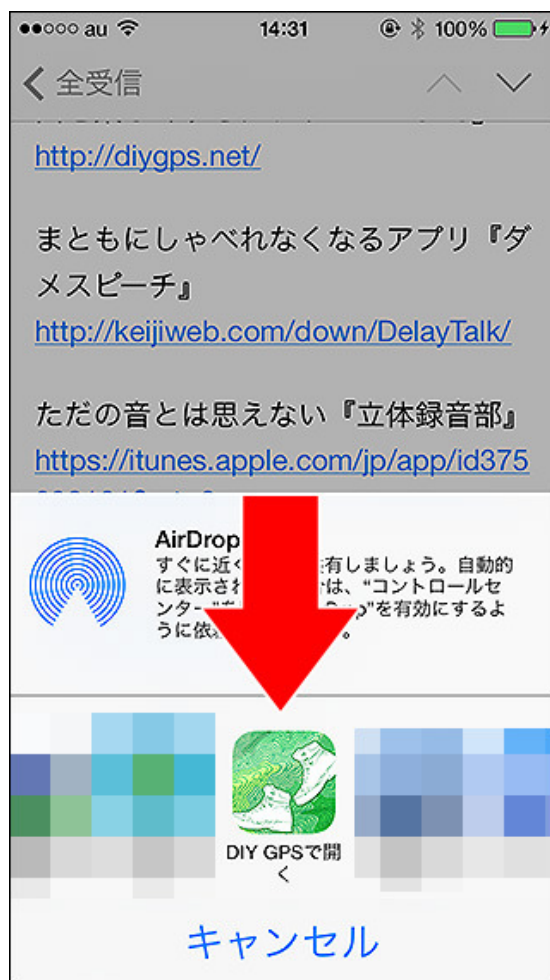 au 14:31 100%
全受信
http://diygps.net/
まともにしゃべれなくなるアプリ『ダ
メスピーチ』
http://keijiweb.com/down/DelayTalk/
ただの音とは思えない『立体録音部』
https://itunes.apple.com/jp/app/id375
AirDrop
すぐに近く 有しましょう。自動的
に表示され は、“コントロールセ
ンター "を有効にするよ
うに依
DIY GPSで開
く
キャンセル